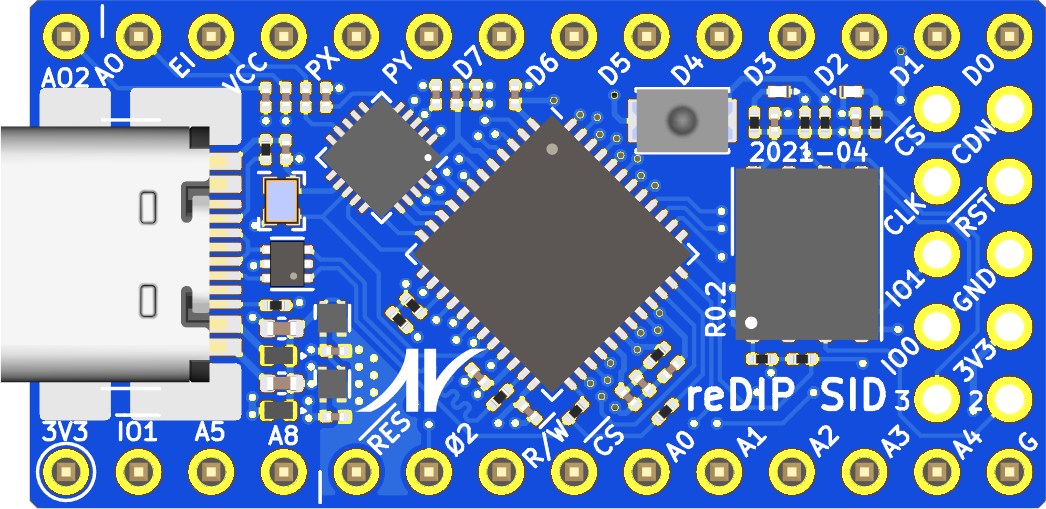 AO2
AO
EI
VCC
PX
PY
D7
D6
D5
D4
D3
D2
D1
D0
2021-04
CS
CDN
CLK
RST
IO1
GND
IO0
3V3
R0.2
reDIP SID
3
2
3V3
IO1
A5
A8
RES
Ø2
R/W
CS
A0
A1
A2
A3
A4
G